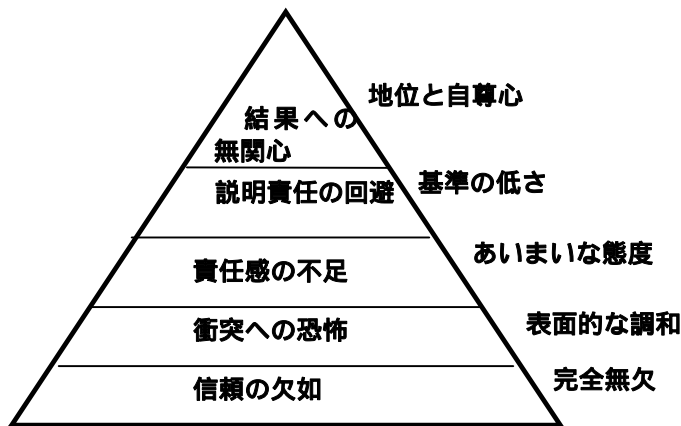 地位と自尊心
結果への
無関心
基準の低さ
説明責任の回避
あいまいな態度
責任感の不足
表面的な調和
衝突への恐怖
完全無欠
信頼の欠如